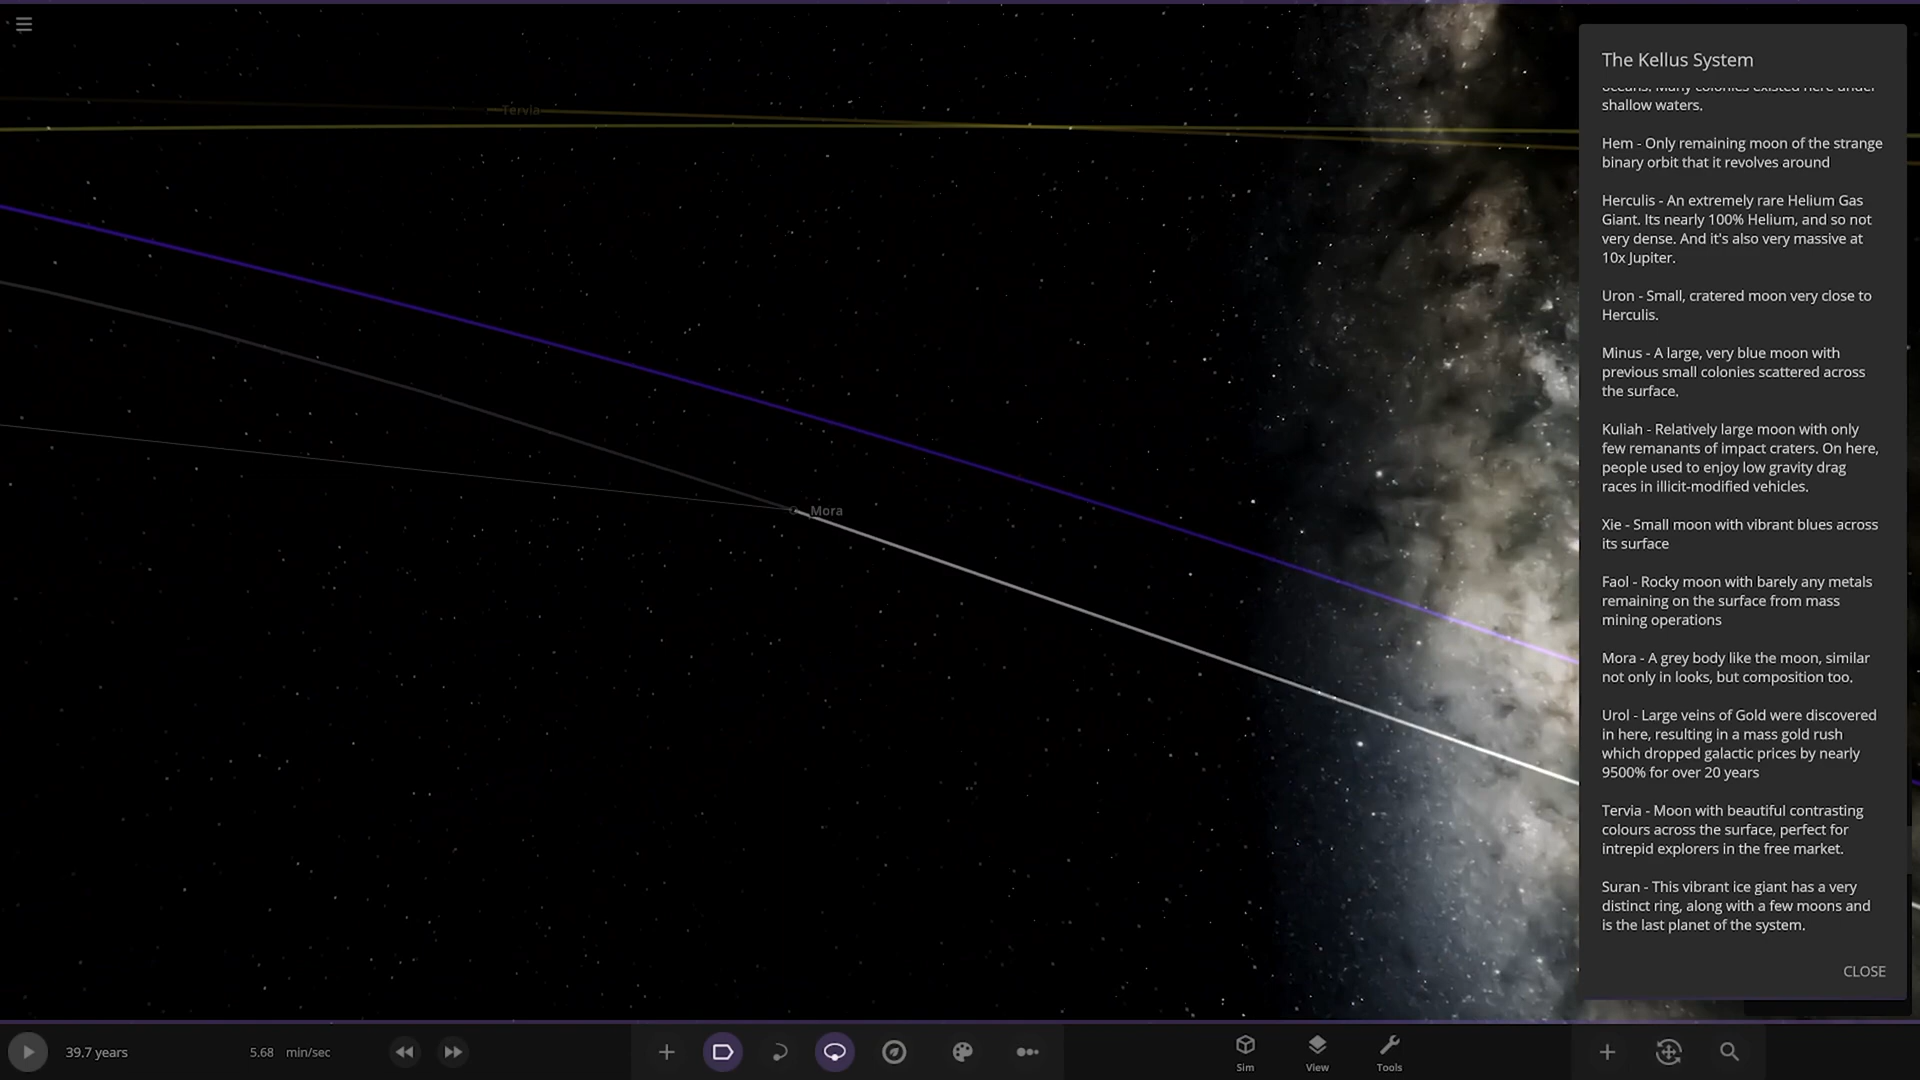 The Kellus System
oceans, Many colonies existed here under
shallow waters.
Hem - Only remaining moon of the strange
binary orbit that it revolves around
Herculis - An extremely rare Helium Gas
Giant. Its nearly 100% Helium, and so not
very dense. And it's also very massive at
10x Jupiter.
Uron - Small, cratered moon very close to
Herculis.
Minus - A large, very blue moon with
previous small colonies scattered across
the surface.
Kuliah - Relatively large moon with only
few remanants of impact craters. On here,
people used to enjoy low gravity drag
races in illicit-modified vehicles.
Xie - Small moon with vibrant blues across
its surface
Faol - Rocky moon with barely any metals
remaining on the surface from mass
mining operations
Mora - A grey body like the moon, similar
not only in looks, but composition too.
Urol - Large veins of Gold were discovered
in here, resulting in a mass gold rush
which dropped galactic prices by nearly
9500% for over 20 years
Tervia - Moon with beautiful contrasting
colours across the surface, perfect for
intrepid explorers in the free market.
Suran - This vibrant ice giant has a very
distinct ring, along with a few moons and
is the last planet of the system.
CLOSE
Tervia
Mora
39.7 years
5.68 min/sec
Sim
View
Tools